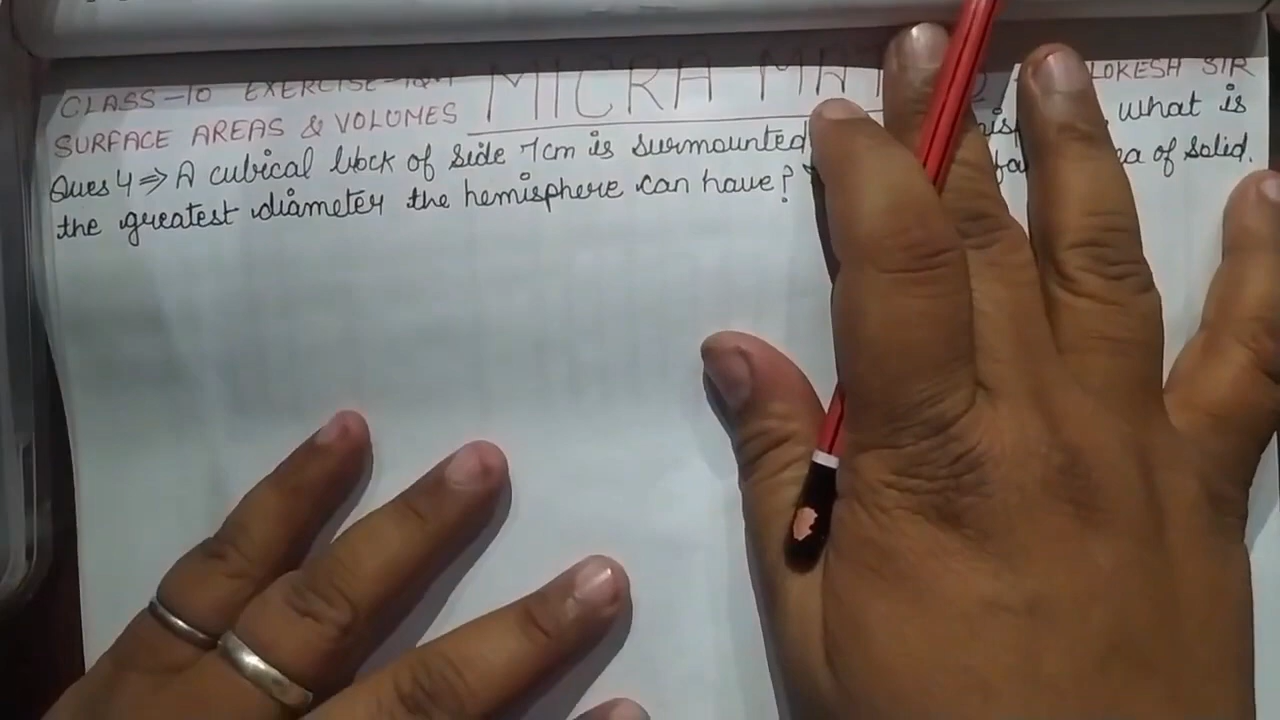 CLASS-10 EXERCISE- MICRA LOKESH SIR
SURFACE AREAS & VOLUMES
Ques 4 ⇒ A cubical block of side 7cm is surmounted what is
the greatest diameter the hemisphere can have? of solid.